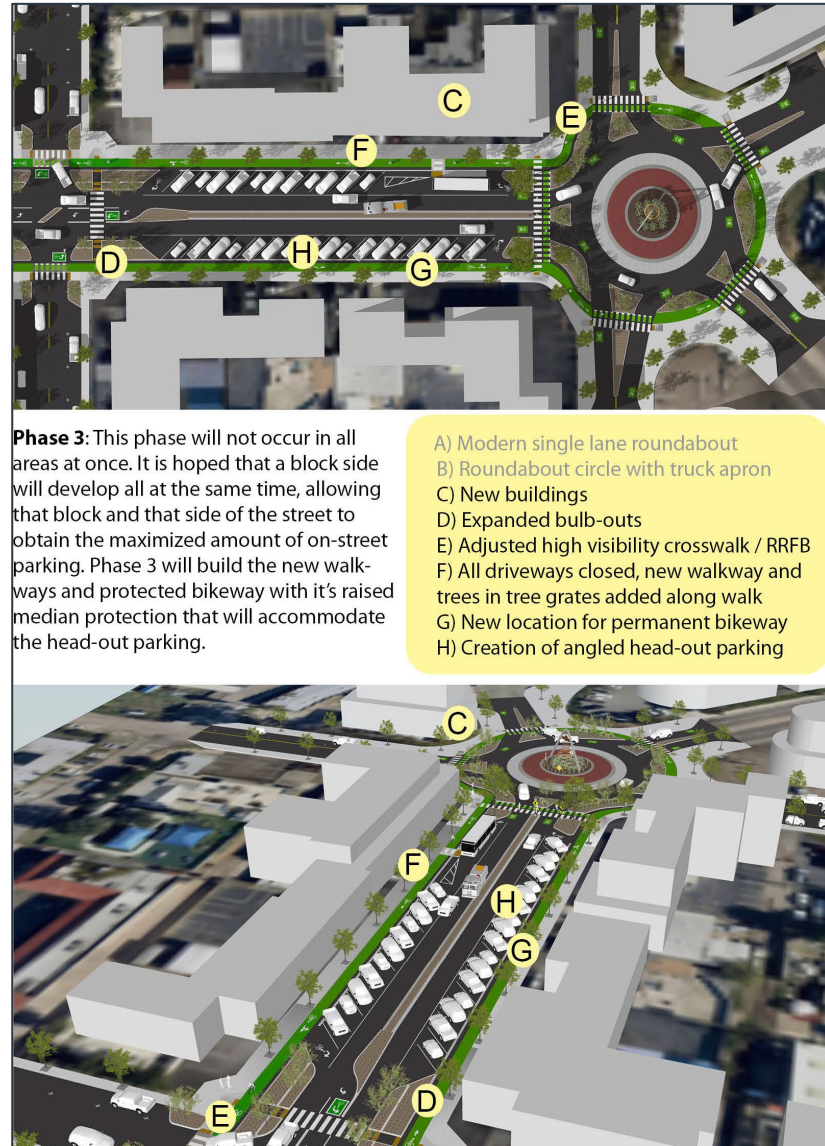 C
E
F
D
H
G
Phase 3: This phase will not occur in all
areas at once. It is hoped that a block side
will develop all at the same time, allowing
that block and that side of the street to
obtain the maximized amount of on-street
parking. Phase 3 will build the new walk-
ways and protected bikeway with it's raised
median protection that will accommodate
the head-out parking.
A) Modern single lane roundabout
B) Roundabout circle with truck apron
C) New buildings
D) Expanded bulb-outs
E) Adjusted high visibility crosswalk / RRFB
F) All driveways closed, new walkway and
trees in tree grates added along walk
G) New location for permanent bikeway
H) Creation of angled head-out parking
C
F
H
G
E
D